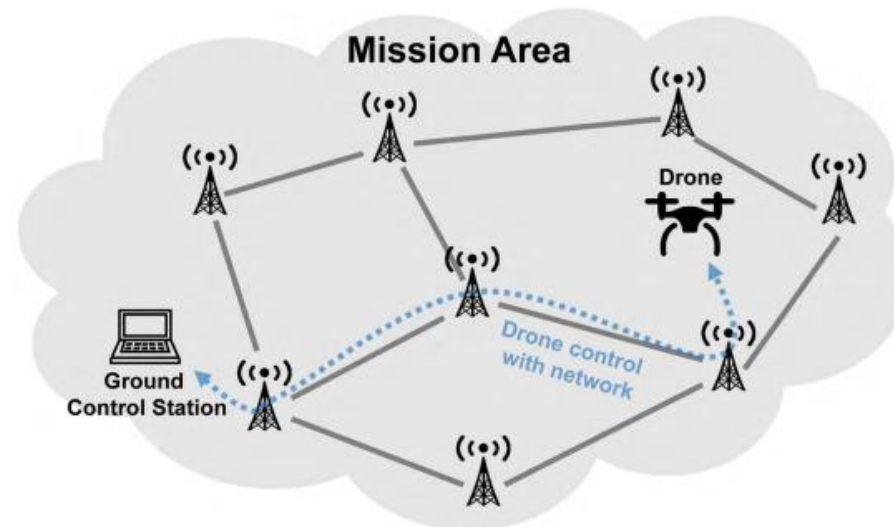 Mission Area
Drone
Drone control
with network
Ground
Control Station